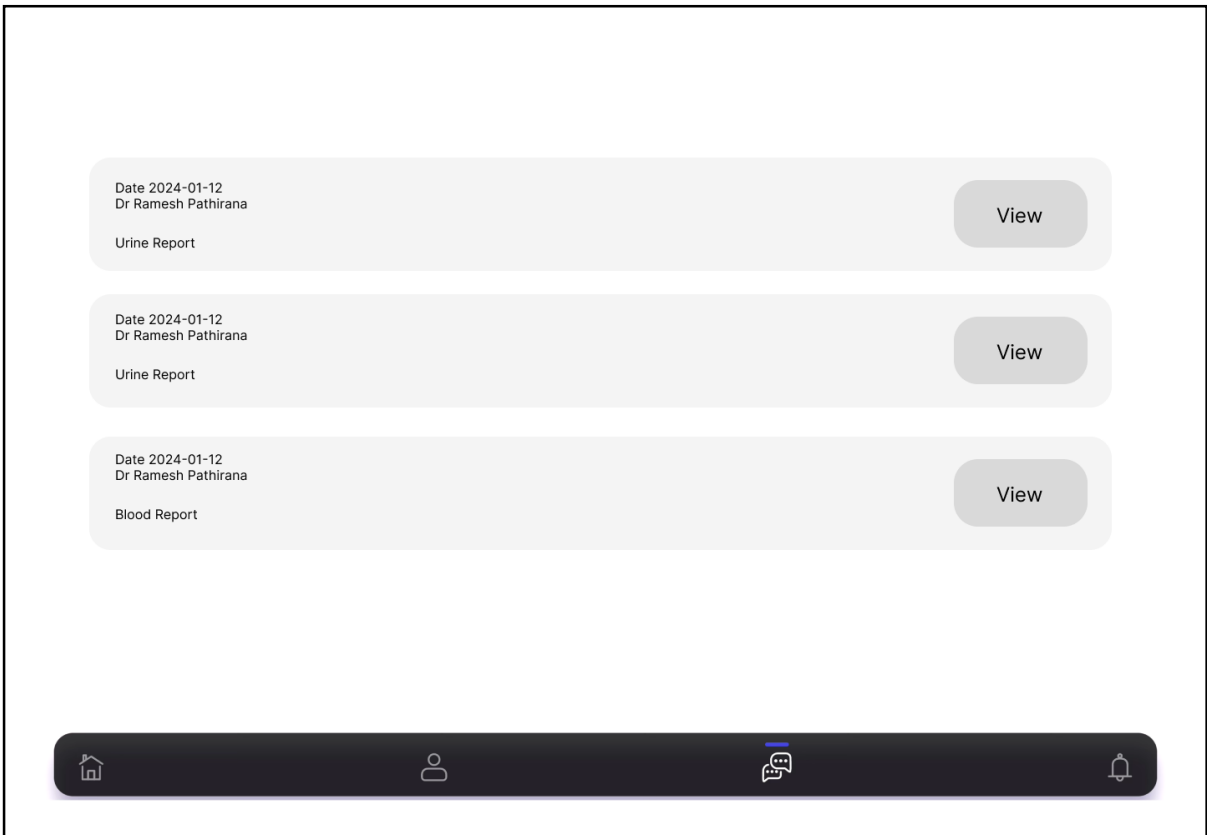 Date 2024-01-12
Dr Ramesh Pathirana
Urine Report
View
Date 2024-01-12
Dr Ramesh Pathirana
Urine Report
View
Date 2024-01-12
Dr Ramesh Pathirana
Blood Report
View